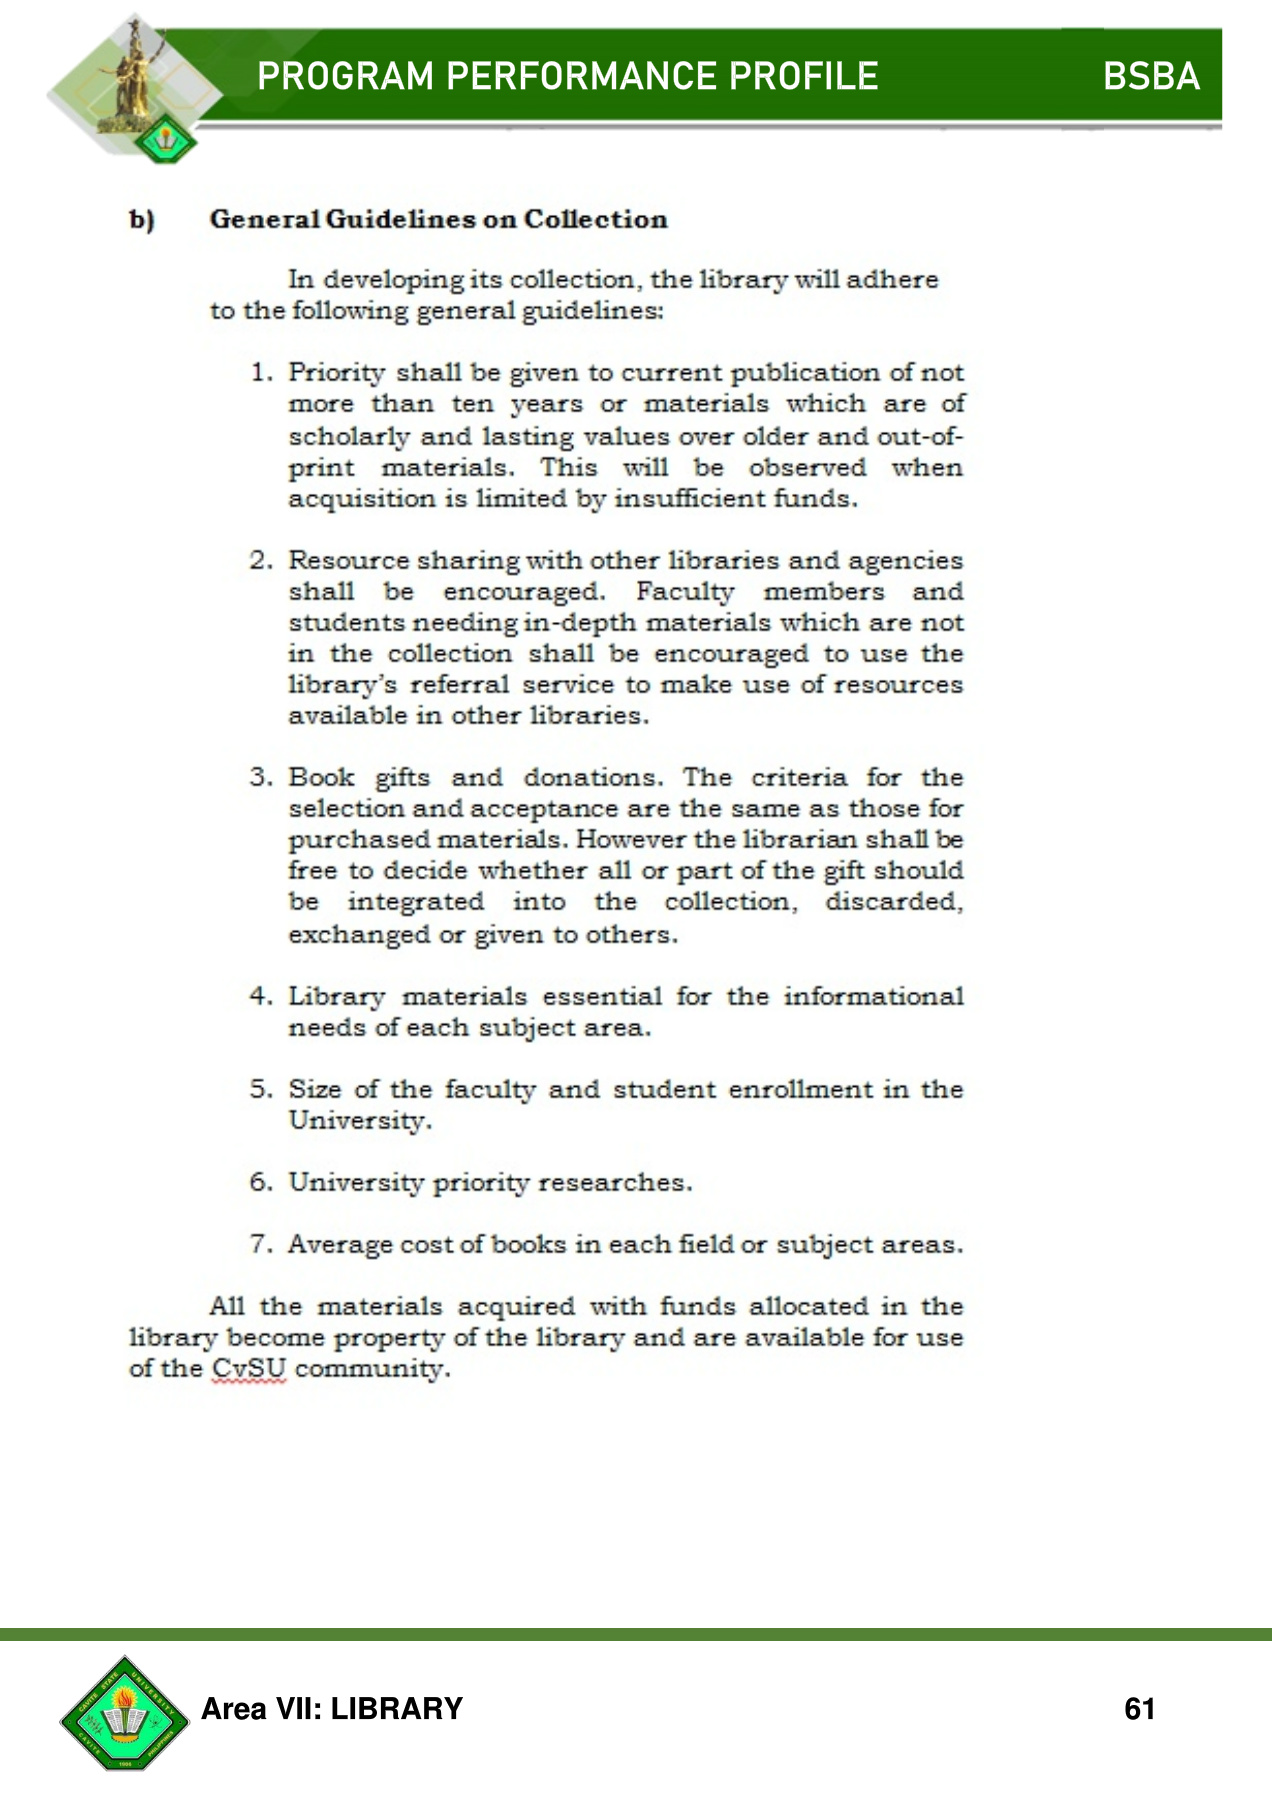 PROGRAM PERFORMANCE PROFILE BSBA
b) General Guidelines on Collection
In developing its collection, the library will adhere
to the following general guidelines:
1. Priority shall be given to current publication of not
more than ten years or materials which are of
scholarly and lasting values over older and out-of-
print materials. This will be observed when
acquisition is limited by insufficient funds.
2. Resource sharing with other libraries and agencies
shall be encouraged. Faculty members and
students needing in-depth materials which are not
in the collection shall be encouraged to use the
library's referral service to make use of resources
available in other libraries.
3. Book gifts and donations. The criteria for the
selection and acceptance are the same as those for
purchased materials. However the librarian shall be
free to decide whether all or part of the gift should
be integrated into the collection, discarded,
exchanged or given to others.
4. Library materials essential for the informational
needs of each subject area.
5. Size of the faculty and student enrollment in the
University.
6. University priority researches.
7. Average cost of books in each field or subject areas.
All the materials acquired with funds allocated in the
library become property of the library and are available for use
of the CvSU community.
CAVITE STATE UNIVERSITY
CAVITE PHILIPPINES
1906
Area VII: LIBRARY 61